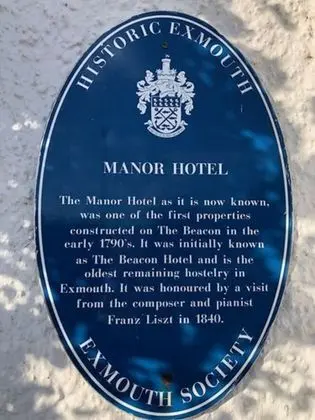 HISTORIC EXMOUTH
MANOR HOTEL
The Manor Hotel as it is now known,
was one of the first properties
constructed on The Beacon in the
early 1790's. It was initially known
as The Beacon Hotel and is the
oldest remaining hostelry in
Exmouth. It was honoured by a visit
from the composer and pianist
Franz Liszt in 1840.
EXMOUTH SOCIETY